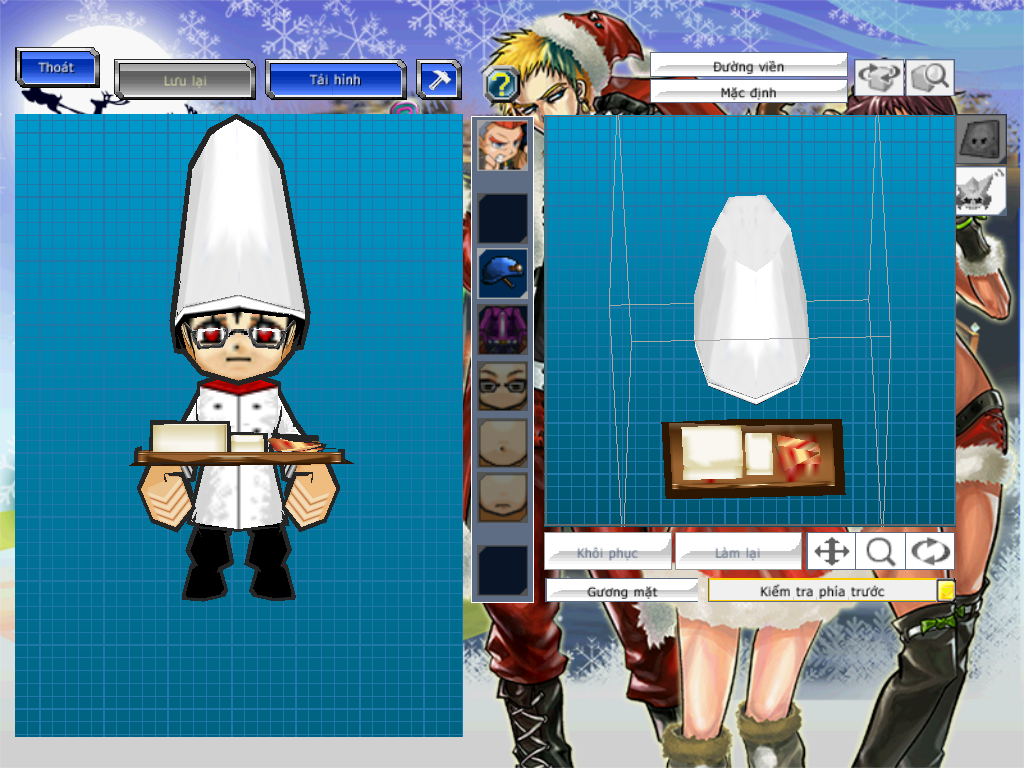 Thoát
Lưu lại
Tải hình
?
Đường viền
Mặc định
Khôi phục
Làm lại
Gương mặt
Kiểm tra phía trước